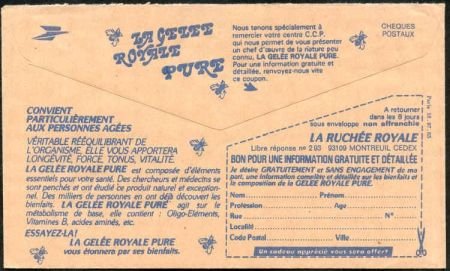 LA GELEE
ROYALE
PURE
Nous tenons spécialement à
remercier votre centre C.C.P.
qui nous permet de vous présenter
un chef d'œuvre de la nature peu
connu, LA GELÉE ROYALE PURE.
Pour une information gratuite et
détaillée, renvoyez-nous vite
ce coupon.
CHEQUES
POSTAUX
CONVIENT
PARTICULIÈREMENT
AUX PERSONNES AGÉES
VÉRITABLE RÉÉQUILIBRANT DE
L'ORGANISME, ELLE VOUS APPORTERA
LONGÉVITÉ, FORCE, TONUS, VITALITÉ.
LA GELÉE ROYALE PURE est composée d'éléments
essentiels pour votre santé. Des chercheurs et médecins se
sont penchés et ont étudié ce produit naturel et exception-
nel. Des milliers de personnes en ont déjà découvert les
bienfaits. LA GELÉE ROYALE PURE agit sur le
métabolisme de base, elle contient : Oligo-Eléments,
Vitamines B, acides aminés, etc.
ESSAYEZ-LA!
LA GELÉE ROYALE PURE
vous étonnera par ses bienfaits.
A retourner
dans les 8 jours
sous enveloppe non affranchie
LA RUCHÉE ROYALE
Libre réponse nº 293 93109 MONTREUIL CEDEX
BON POUR UNE INFORMATION GRATUITE ET DÉTAILLÉE
Je désire GRATUITEMENT et SANS ENGAGEMENT de ma
part, une information complète et détaillée sur les bienfaits et
la composition de LA GELÉE ROYALE PURE.
Nom Prénom
Profession Age
Rue Nº
Localité
Code Postal Ville
Un cadeau apprécié vous sera offert